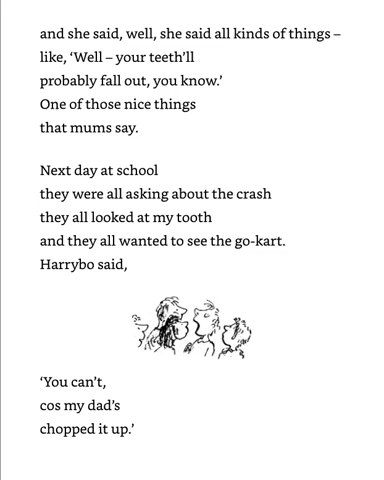 and she said, well, she said all kinds of things –
like, ‘Well – your teeth’ll
probably fall out, you know.’
One of those nice things
that mums say.
Next day at school
they were all asking about the crash
they all looked at my tooth
and they all wanted to see the go-kart.
Harrybo said,
‘You can’t,
cos my dad’s
chopped it up.’